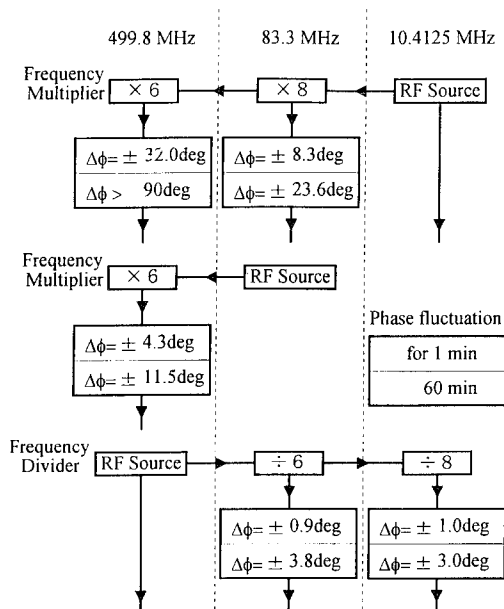 499.8 MHz 83.3 MHz 10.4125 MHz
Frequency
Multiplier
× 6 × 8 RF Source
Δϕ= ± 32.0deg Δϕ= ± 8.3deg
Δϕ > 90deg Δϕ= ± 23.6deg
Frequency
Multiplier
× 6 RF Source
Δϕ= ± 4.3deg
Δϕ= ± 11.5deg
Phase fluctuation
for 1 min
60 min
Frequency
Divider
RF Source ÷ 6 ÷ 8
Δϕ= ± 0.9deg Δϕ= ± 1.0deg
Δϕ= ± 3.8deg Δϕ= ± 3.0deg